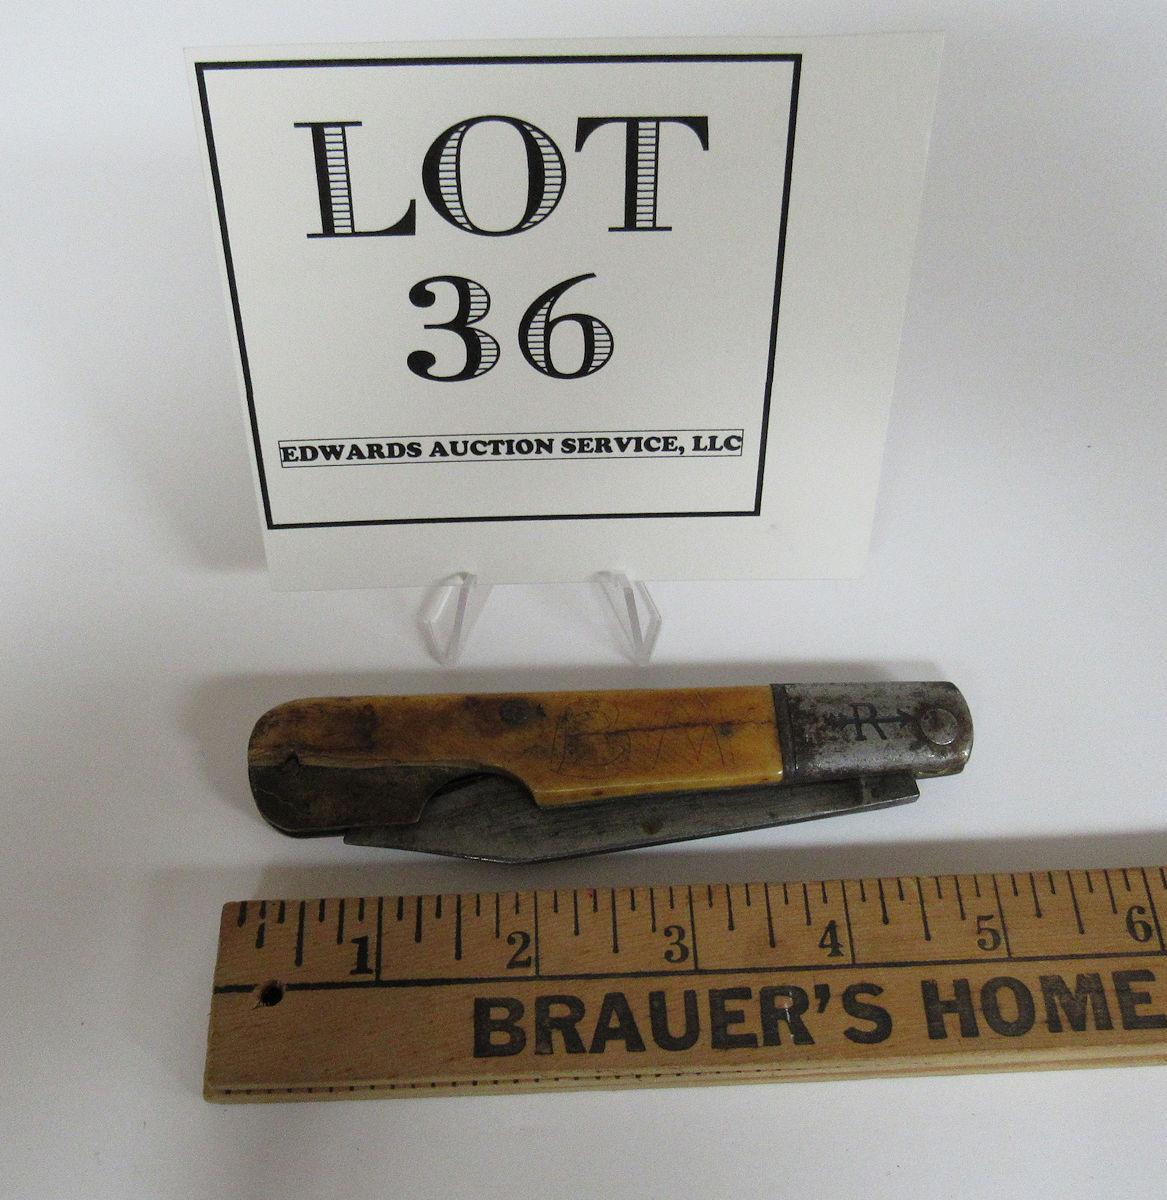 LOT
36
EDWARDS AUCTION SERVICE, LLC
R
1 2 3 4 5 6
BRAUER'S HOME